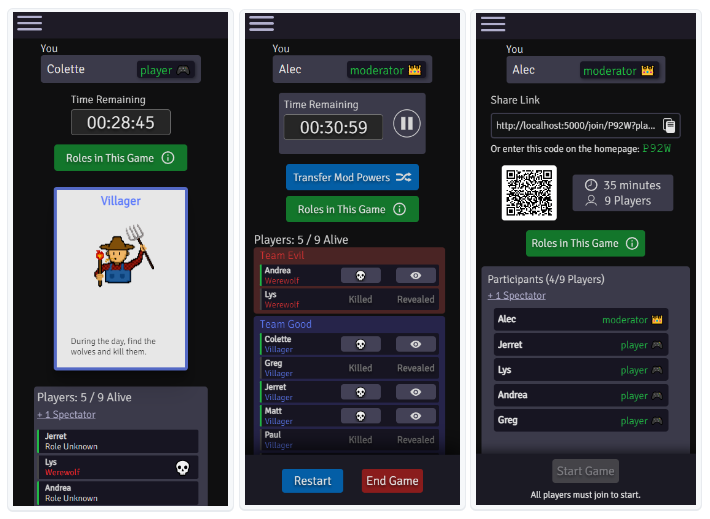 You
Colette player
Time Remaining
00:28:45
Roles in This Game
Villager
During the day, find the
wolves and kill them.
Players: 5 / 9 Alive
+ 1 Spectator
Jerret
Role Unknown
Lys
Werewolf
Andrea
Role Unknown
You
Alec moderator
Time Remaining
00:30:59
Transfer Mod Powers
Roles in This Game
Players: 5 / 9 Alive
Team Evil
Andrea
Werewolf
Lys Killed Revealed
Werewolf
Team Good
Colette
Villager
Greg Killed Revealed
Villager
Jerret
Villager
Matt
Villager
Paul Killed Revealed
Villager
Restart End Game
You
Alec moderator
Share Link
http://localhost:5000/join/P92W?pla...
Or enter this code on the homepage: P92W
35 minutes
9 Players
Roles in This Game
Participants (4/9 Players)
+ 1 Spectator
Alec moderator
Jerret player
Lys player
Andrea player
Greg player
Start Game
All players must join to start.